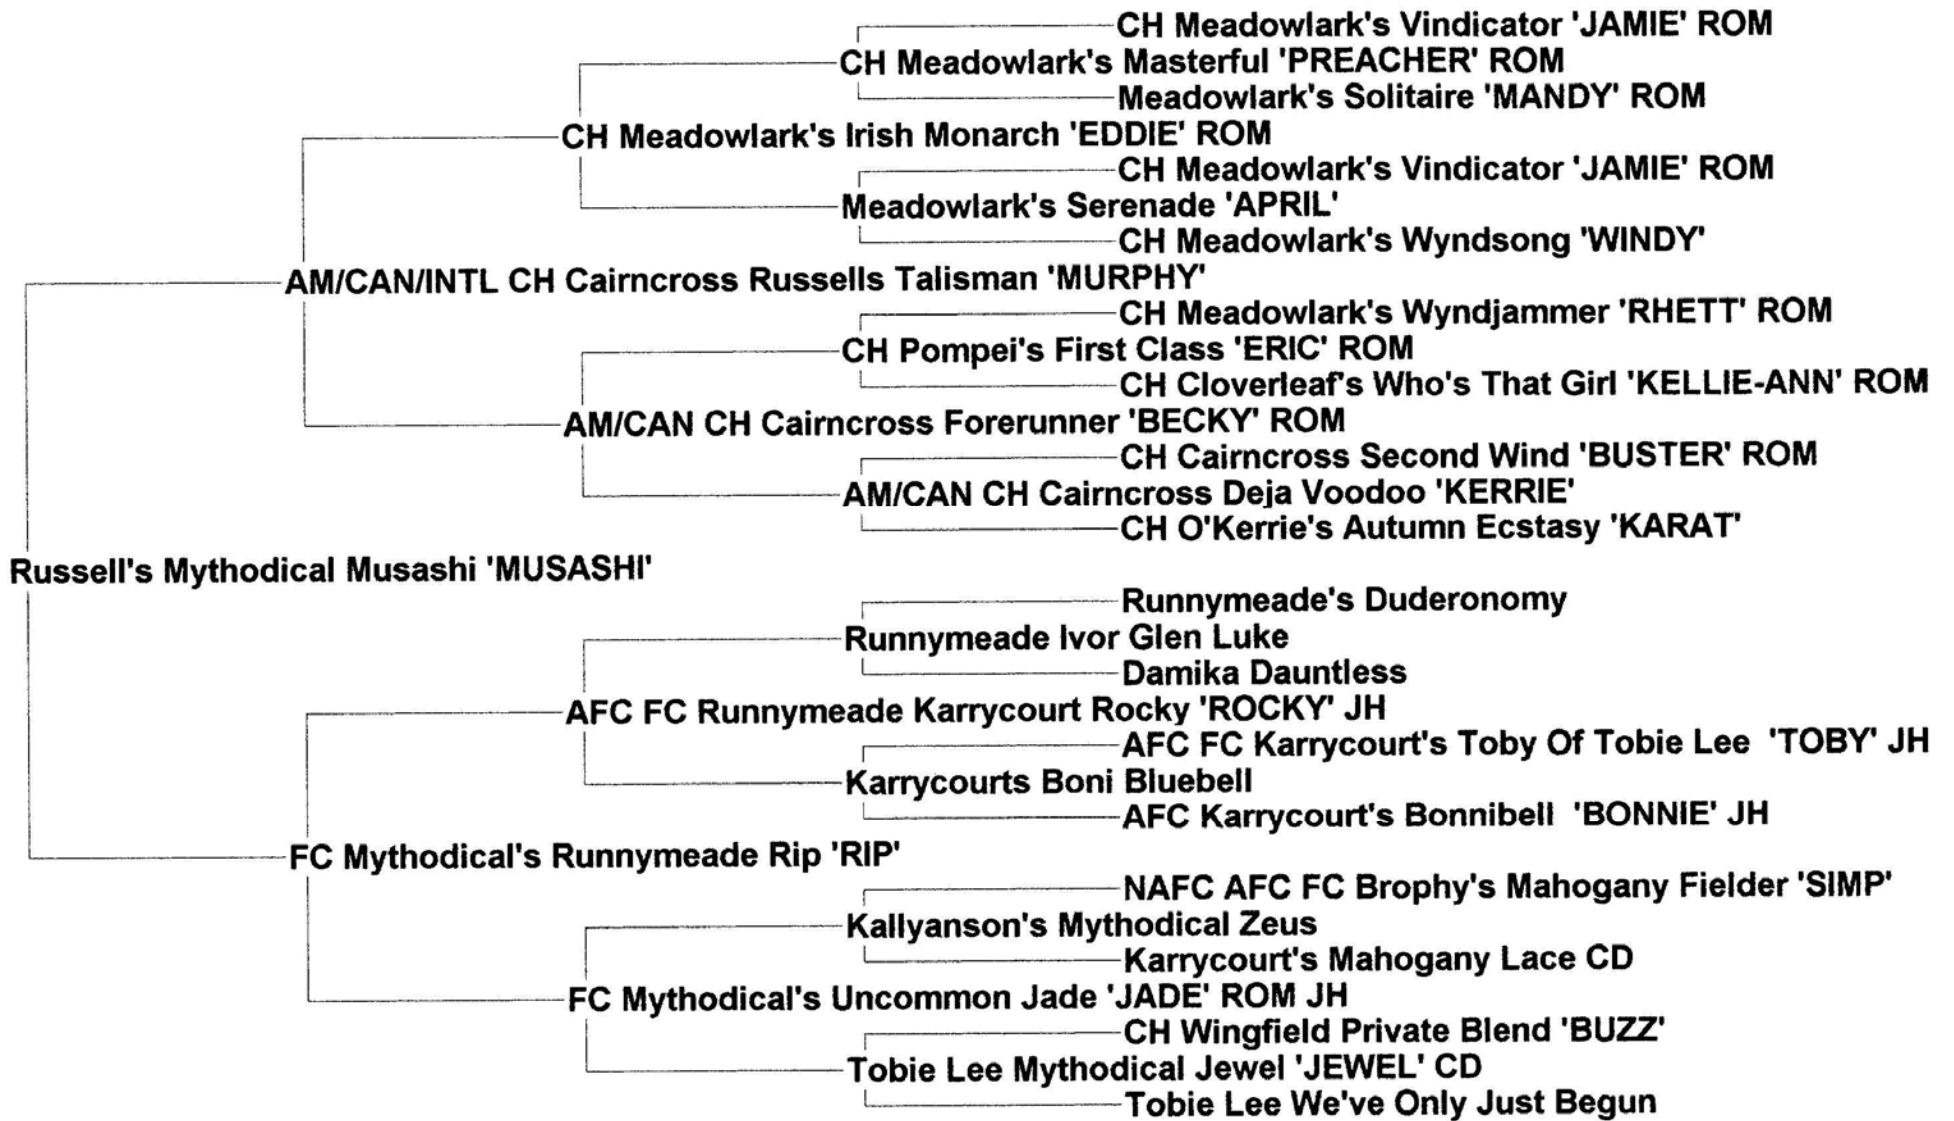 CH Meadowlark's Vindicator 'JAMIE' ROM
CH Meadowlark's Masterful 'PREACHER' ROM
Meadowlark's Solitaire 'MANDY' ROM
CH Meadowlark's Irish Monarch 'EDDIE' ROM
CH Meadowlark's Vindicator 'JAMIE' ROM
Meadowlark's Serenade 'APRIL'
CH Meadowlark's Wyndsong 'WINDY'
AM/CAN/INTL CH Cairncross Russells Talisman 'MURPHY'
CH Meadowlark's Wyndjammer 'RHETT' ROM
CH Pompei's First Class 'ERIC' ROM
CH Cloverleaf's Who's That Girl 'KELLIE-ANN' ROM
AM/CAN CH Cairncross Forerunner 'BECKY' ROM
CH Cairncross Second Wind 'BUSTER' ROM
AM/CAN CH Cairncross Deja Voodoo 'KERRIE'
CH O'Kerrie's Autumn Ecstasy 'KARAT'
Russell's Mythodical Musashi 'MUSASHI'
Runnymeade's Duderonomy
Runnymeade Ivor Glen Luke
Damika Dauntless
AFC FC Runnymeade Karrycourt Rocky 'ROCKY' JH
AFC FC Karrycourt's Toby Of Tobie Lee 'TOBY' JH
Karrycourts Boni Bluebell
AFC Karrycourt's Bonnibell 'BONNIE' JH
FC Mythodical's Runnymeade Rip 'RIP'
NAFC AFC FC Brophy's Mahogany Fielder 'SIMP'
Kallyanson's Mythodical Zeus
Karrycourt's Mahogany Lace CD
FC Mythodical's Uncommon Jade 'JADE' ROM JH
CH Wingfield Private Blend 'BUZZ'
Tobie Lee Mythodical Jewel 'JEWEL' CD
Tobie Lee We've Only Just Begun